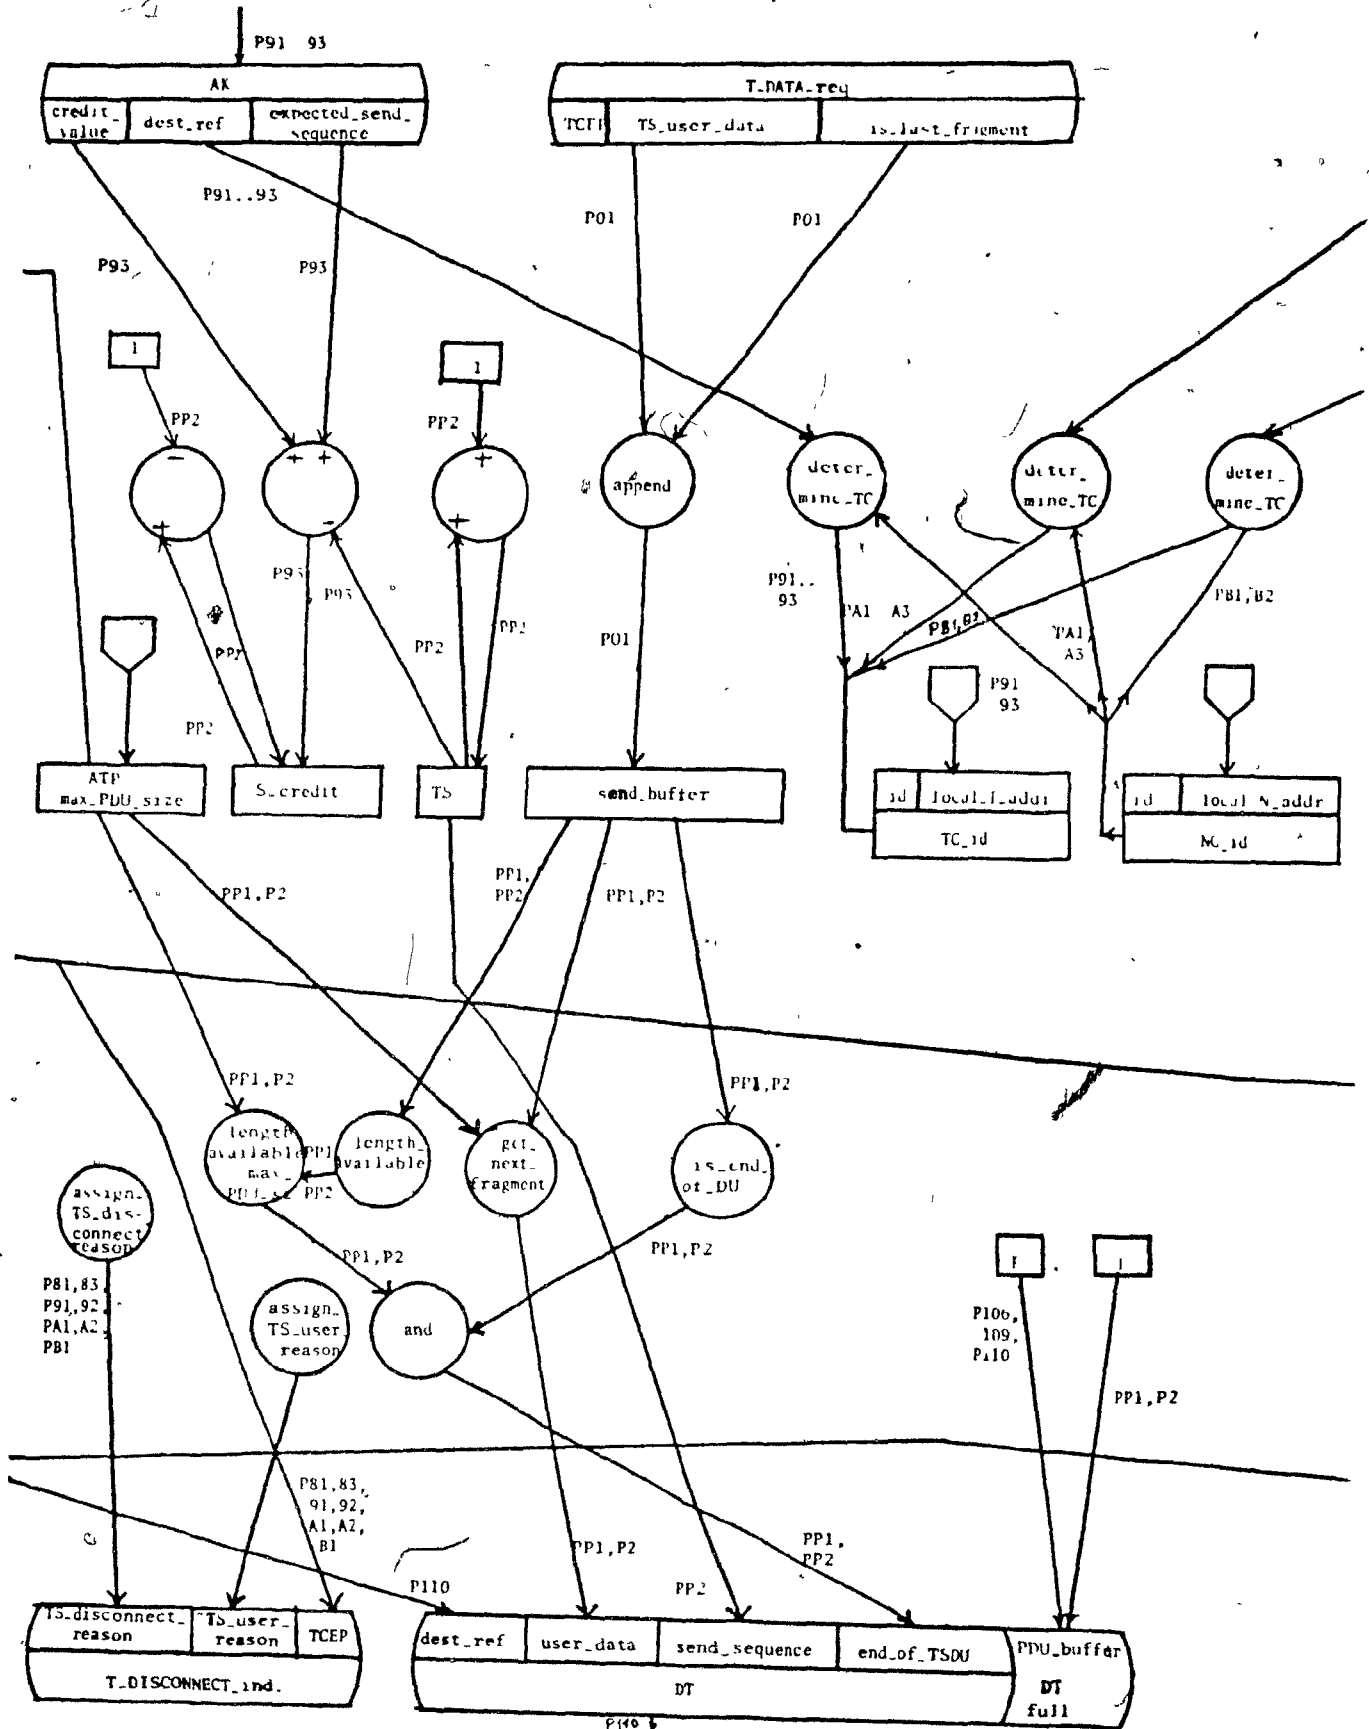 P91 93
AK
credit_
value
dest_ref
expected_send_
sequence
T_DATA_req
TS_user_data
P91..93
P01
P01
P93
P93
1
1
PP2
PP2
append
deter_
mine_TC
deter_
mine_TC
deter_
mine_TC
P93
P93
PP2
PP2
P01
P91..
93
PA1 A3
PB1,B2
PA1,
A3
PB1,B2
PP2
P91
93
ATP
max_PDU_size
S_credit
TS
send_buffer
id
TC_id
id
local_N_addr
NC_id
PP1,P2
PP1,
PP2
PP1,P2
PP1,P2
PP1,P2
length
available
max_
PP1
PP2
length_
available
get_
next_
fragment
is_end_
of_DU
assign_
TS_dis-
connect
reason
PP1,P2
PP1,P2
P81,83
P91,92
PA1,A2
PB1
assign_
TS_user
reason
and
P106,
109,
P110
PP1,P2
P81,83,
91,92,
A1,A2,
B1
PP1,P2
PP1,
PP2
P110
PP2
TS_disconnect_
reason
TS_user_
reason
TCEP
T_DISCONNECT_ind.
dest_ref
user_data
send_sequence
end_of_TSDU
PDU_buffer
DT
DT
full